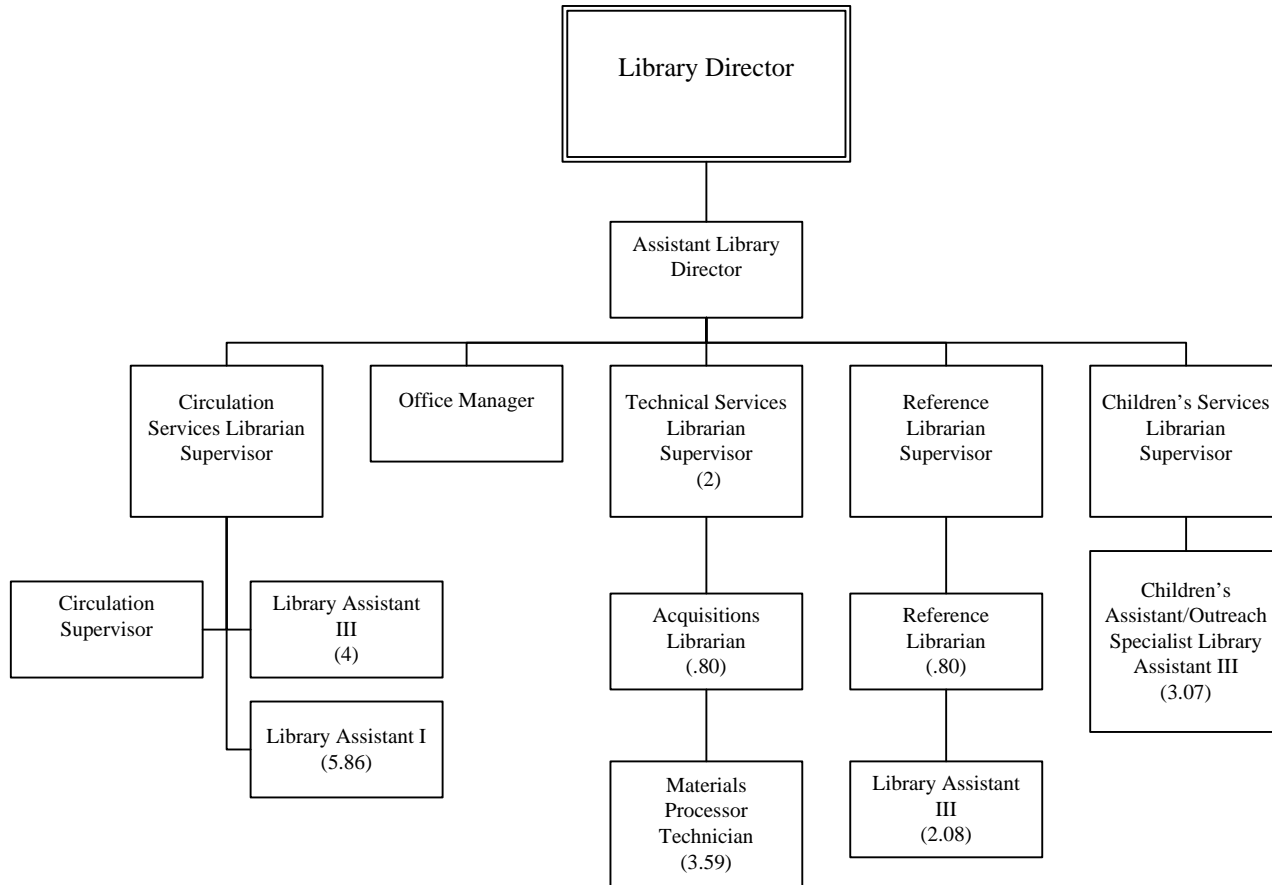 Library Director
Assistant Library
Director
Circulation
Services Librarian
Supervisor
Office Manager
Technical Services
Librarian
Supervisor
(2)
Reference
Librarian
Supervisor
Children's Services
Librarian
Supervisor
Circulation
Supervisor
Library Assistant
III
(4)
Library Assistant I
(5.86)
Acquisitions
Librarian
(.80)
Materials
Processor
Technician
(3.59)
Reference
Librarian
(.80)
Library Assistant
III
(2.08)
Children's
Assistant/Outreach
Specialist Library
Assistant III
(3.07)